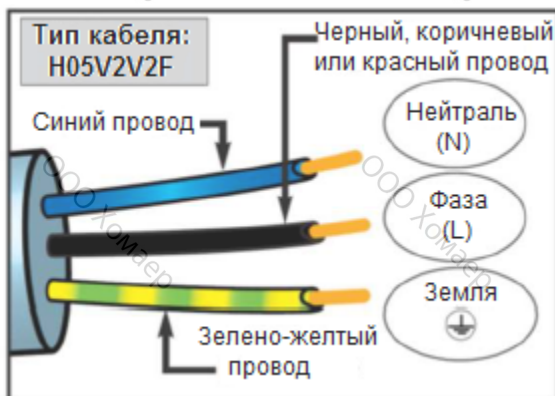 Тип кабеля:
H05V2V2F
Черный, коричневый
или красный провод
Синий провод
Нейтраль
(N)
Фаза
(L)
Земля
Зелено-желтый
провод
ООО Хомаер
ООО Хомаер